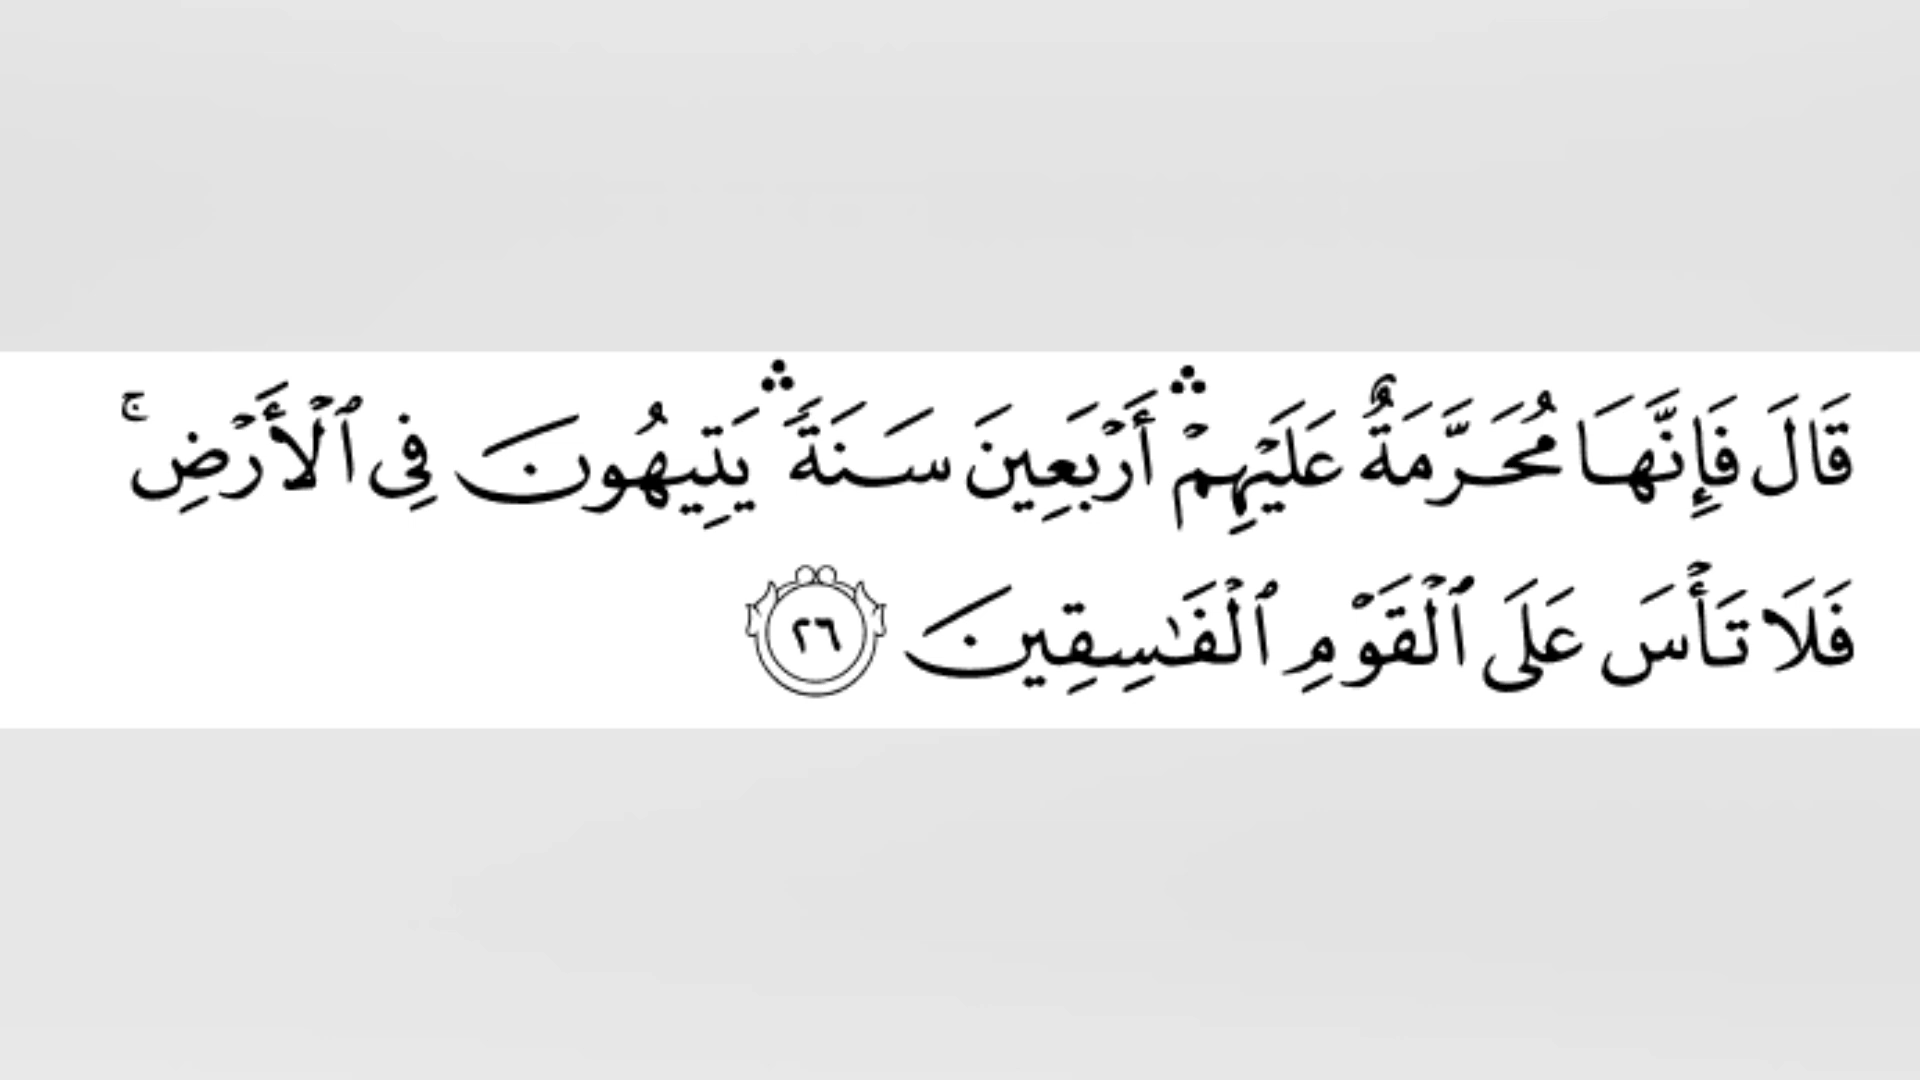 قَالَ فَإِنَّهَا مُحَرَّمَةٌ عَلَيْهِمْ ۛ أَرْبَعِينَ سَنَةً ۛ يَتِيهُونَ فِى ٱلْأَرْضِ ۚ
فَلَا تَأْسَ عَلَى ٱلْقَوْمِ ٱلْفَـٰسِقِينَ ٢٦